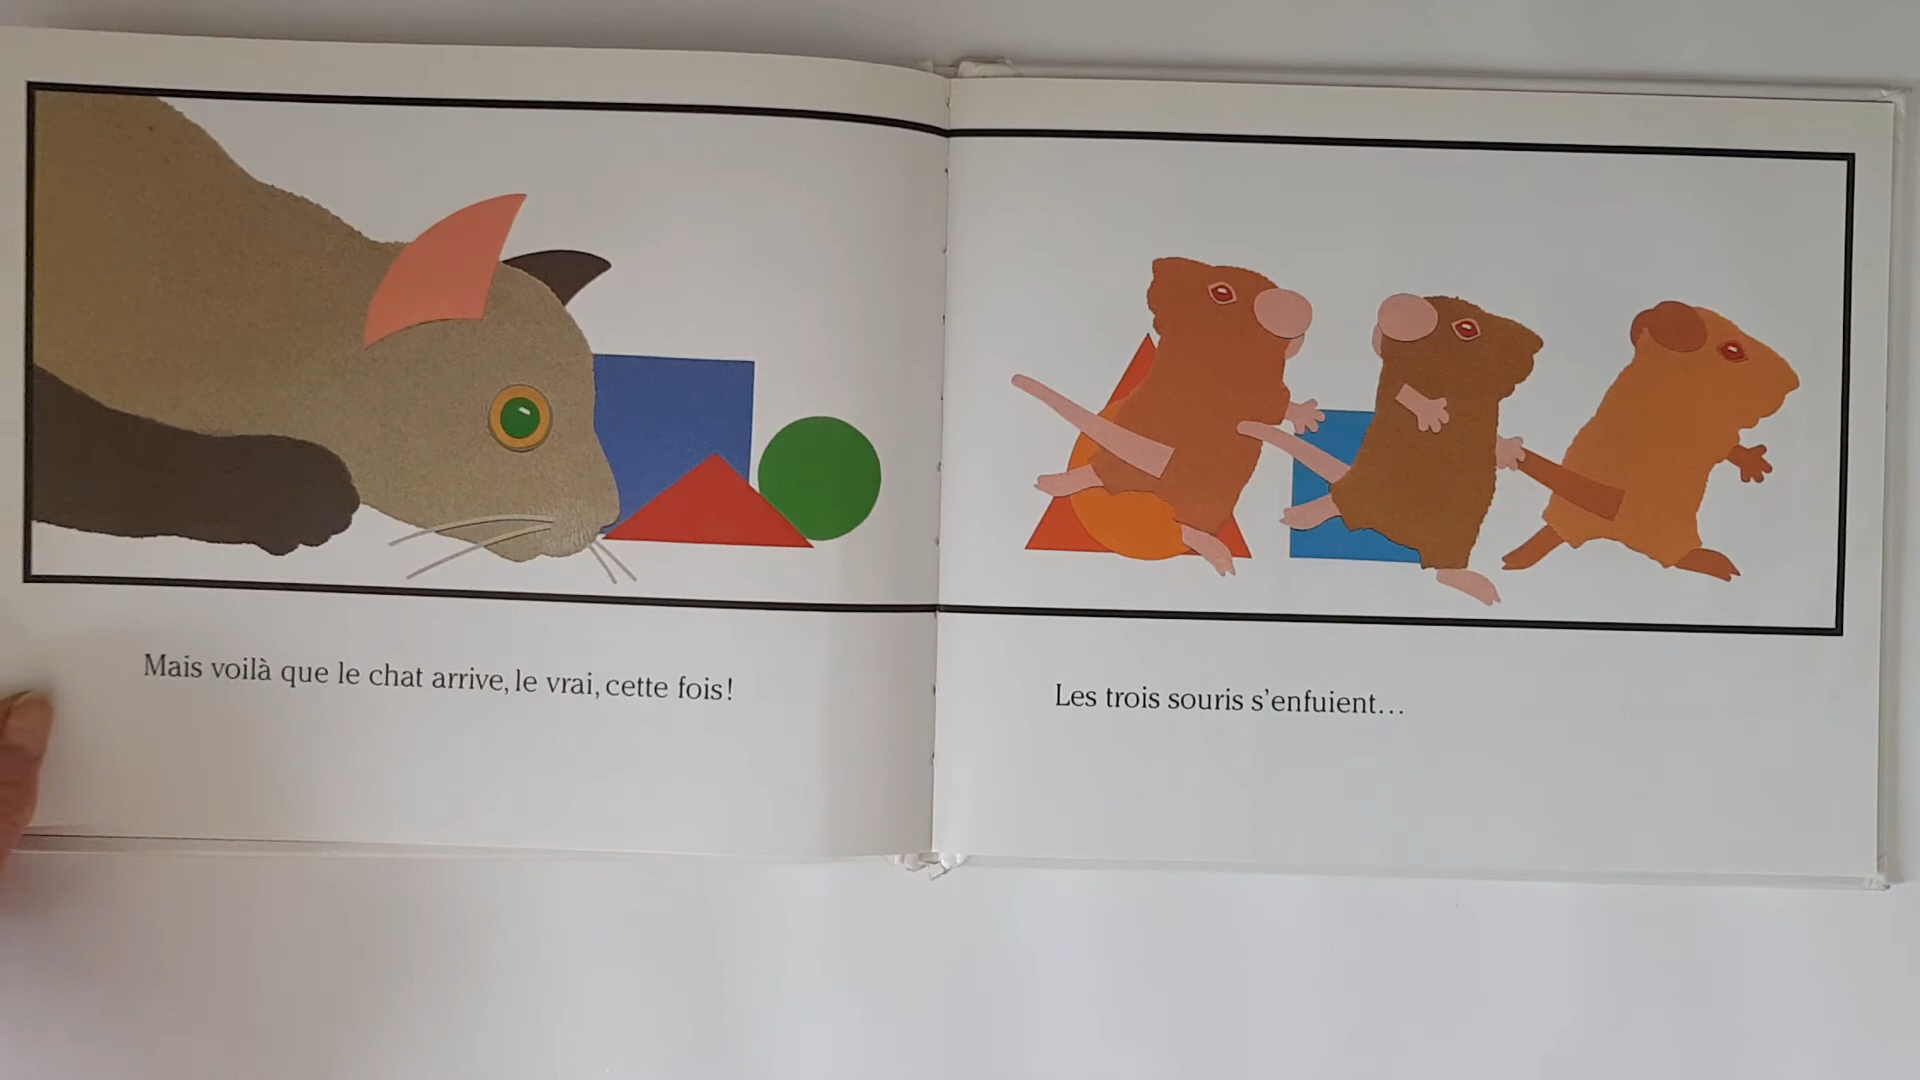 Mais voilà que le chat arrive, le vrai, cette fois!
Les trois souris s'enfuient...